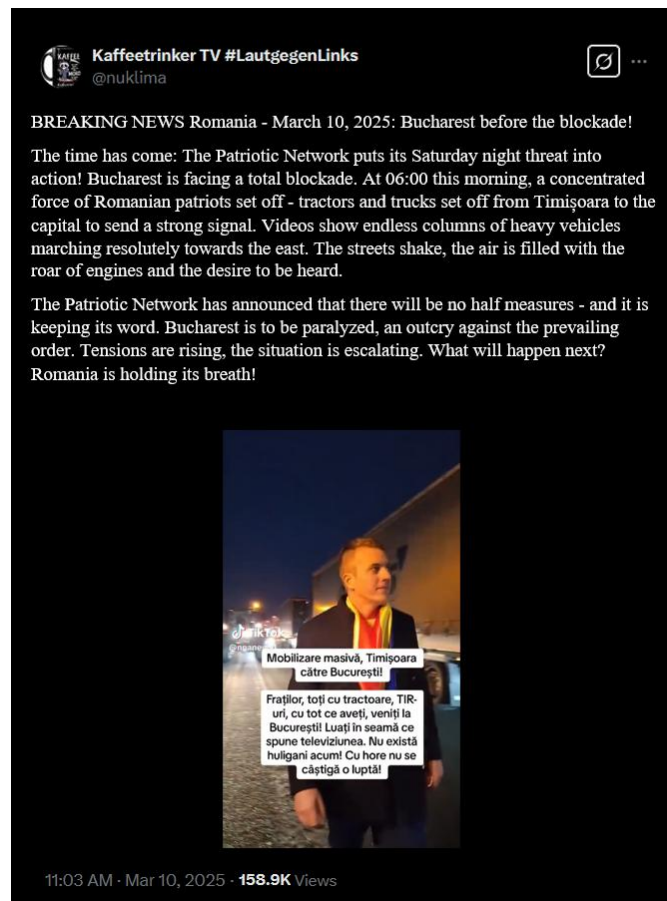 Kaffeetrinker TV #LautgegenLinks
@nuklima
BREAKING NEWS Romania - March 10, 2025: Bucharest before the blockade!
The time has come: The Patriotic Network puts its Saturday night threat into
action! Bucharest is facing a total blockade. At 06:00 this morning, a concentrated
force of Romanian patriots set off - tractors and trucks set off from Timișoara to the
capital to send a strong signal. Videos show endless columns of heavy vehicles
marching resolutely towards the east. The streets shake, the air is filled with the
roar of engines and the desire to be heard.
The Patriotic Network has announced that there will be no half measures - and it is
keeping its word. Bucharest is to be paralyzed, an outcry against the prevailing
order. Tensions are rising, the situation is escalating. What will happen next?
Romania is holding its breath!
TikTok
Mobilizare masivă, Timișoara
către București!
Fraților, toți cu tractoare, TIR-
uri, cu tot ce aveți, veniți la
București! Luați în seamă ce
spune televiziunea. Nu există
huligani acum! Cu hore nu se
câștigă o luptă!
11:03 AM · Mar 10, 2025 · 158.9K Views